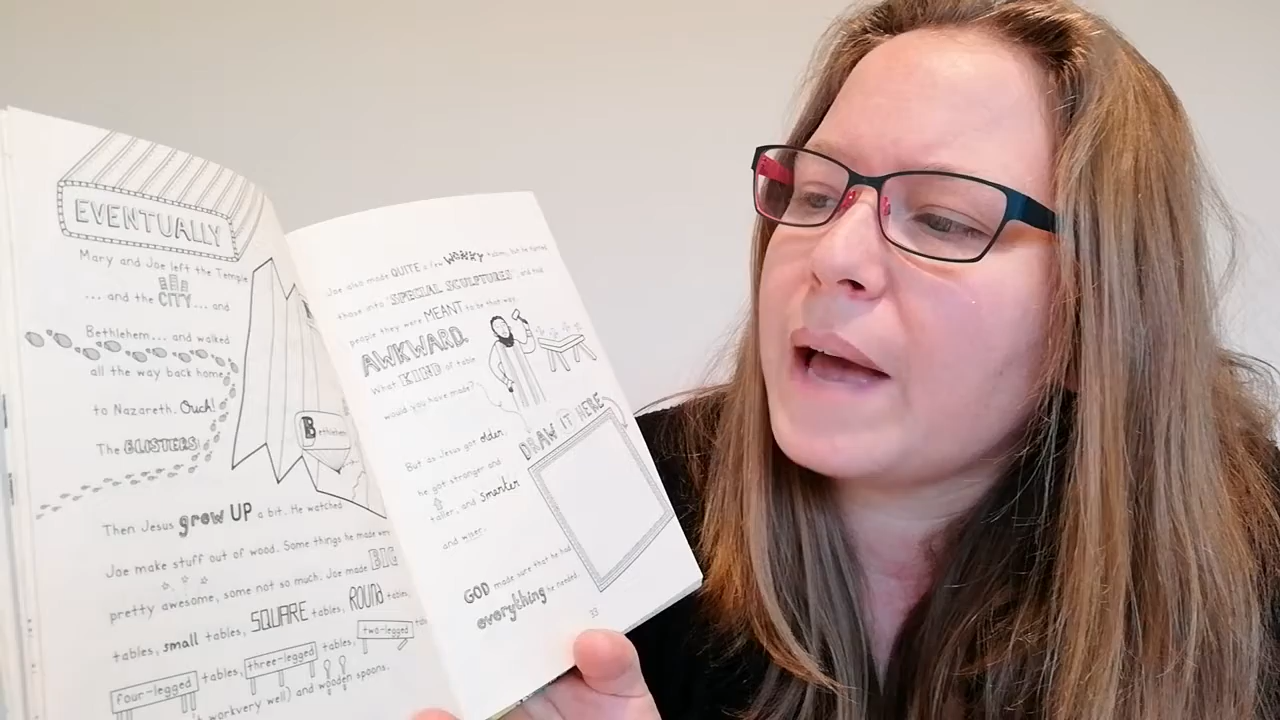 EVENTUALLY
Mary and Joe left the Temple
...and the CITY... and
Bethlehem... and walked
all the way back home
to Nazareth. Ouch!
The BLISTERS!
Bethlehem
Then Jesus grow UP a bit. He watched
Joe make stuff out of wood. Some things he made were
pretty awesome, some not so much. Joe made BIG
tables, small tables, SQUARE tables, ROUND tables,
four-legged tables, three-legged tables, two-legged
work very well) and wooden spoons.
Joe also made QUITE a few WONKY tables, but he
those into "SPECIAL SCULPTURES", and told
people they were MEANT to be that way.
AWKWARD.
What KIND of table
would you have made?
DRAW IT HERE
But as Jesus got older,
he got stronger and
taller, and smarter
and wiser.
GOD made sure that he had
everything he needed.
33